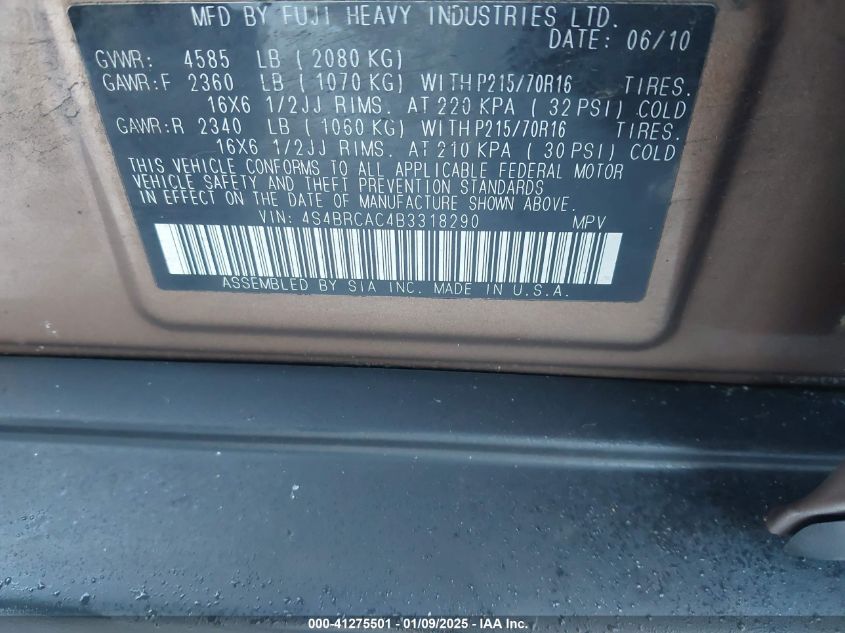 MFD BY FUJI HEAVY INDUSTRIES LTD.
DATE: 06/10
GVWR: 4585 LB ( 2080 KG)
GAWR:F 2360 LB ( 1070 KG) WITHP215/70R16 TIRES.
16X6 1/2JJ RIMS. AT 220 KPA ( 32 PSI) COLD
GAWR:R 2340 LB ( 1060 KG) WITHP215/70R16 TIRES.
16X6 1/2JJ RIMS. AT 210 KPA ( 30 PSI) COLD
THIS VEHICLE CONFORMS TO ALL APPLICABLE FEDERAL MOTOR
VEHICLE SAFETY AND THEFT PREVENTION STANDARDS
IN EFFECT ON THE DATE OF MANUFACTURE SHOWN ABOVE.
VIN: 4S4BRCAC4B3318290 MPV
ASSEMBLED BY SIA INC. MADE IN U.S.A.
000-41275501 - 01/09/2025 - IAA Inc.